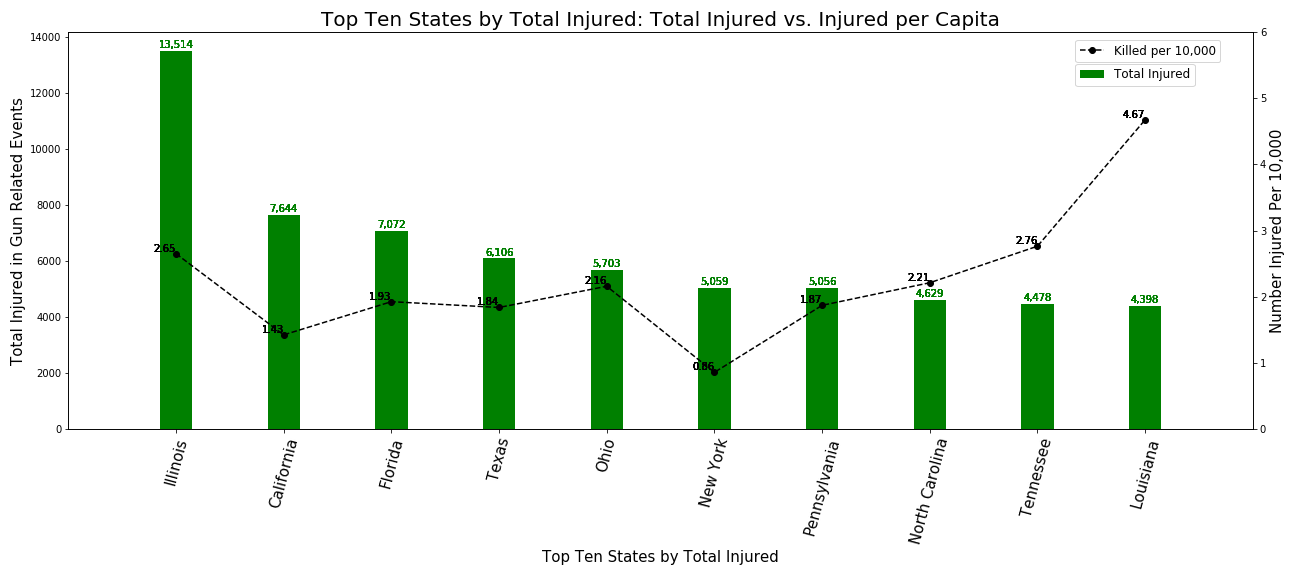 Top Ten States by Total Injured: Total Injured vs. Injured per Capita
Total Injured in Gun Related Events
14000
12000
10000
8000
6000
4000
2000
0
13,514
7,644
7,072
6,106
5,703
5,059
5,056
4,629
4,478
4,398
2.65
1.43
1.93
1.84
2.16
0.86
1.87
2.21
2.76
4.67
Killed per 10,000
Total Injured
6
5
4
3
2
1
0
Number Injured Per 10,000
Illinois
California
Florida
Texas
Ohio
New York
Pennsylvania
North Carolina
Tennessee
Louisiana
Top Ten States by Total Injured